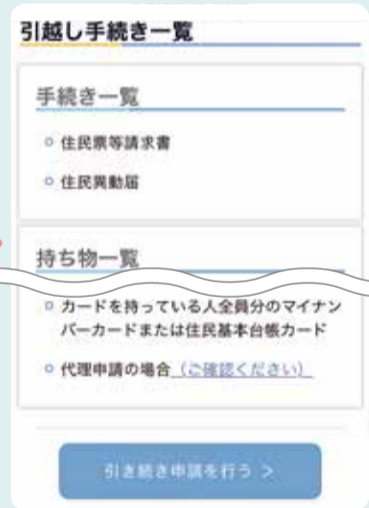 引越し手続き一覧
手続き一覧
住民票等請求書
住民異動届
持ち物一覧
カードを持っている人全員分のマイナン
バーカードまたは住民基本台帳カード
代理申請の場合（ご確認ください）
引き続き申請を行う >